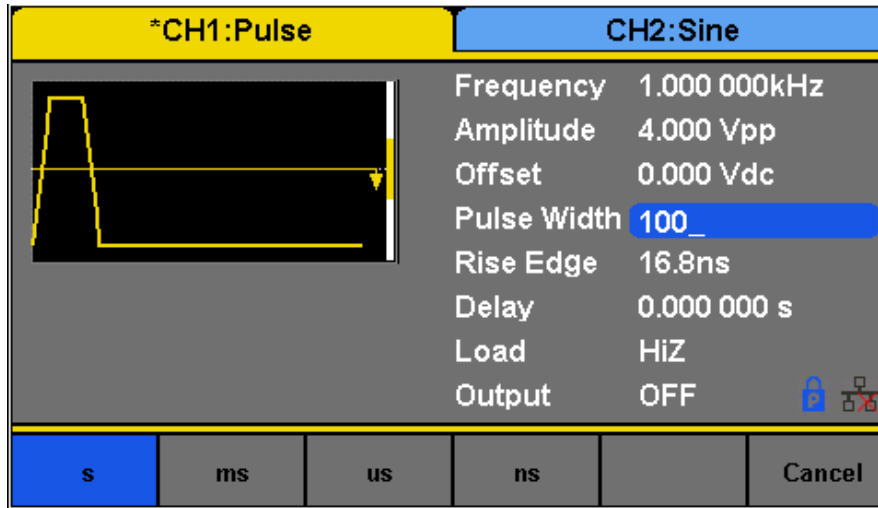 *CH1:Pulse CH2:Sine
Frequency 1.000 000kHz
Amplitude 4.000 Vpp
Offset 0.000 Vdc
Pulse Width 100_
Rise Edge 16.8ns
Delay 0.000 000 s
Load HiZ
Output OFF P
s ms us ns Cancel